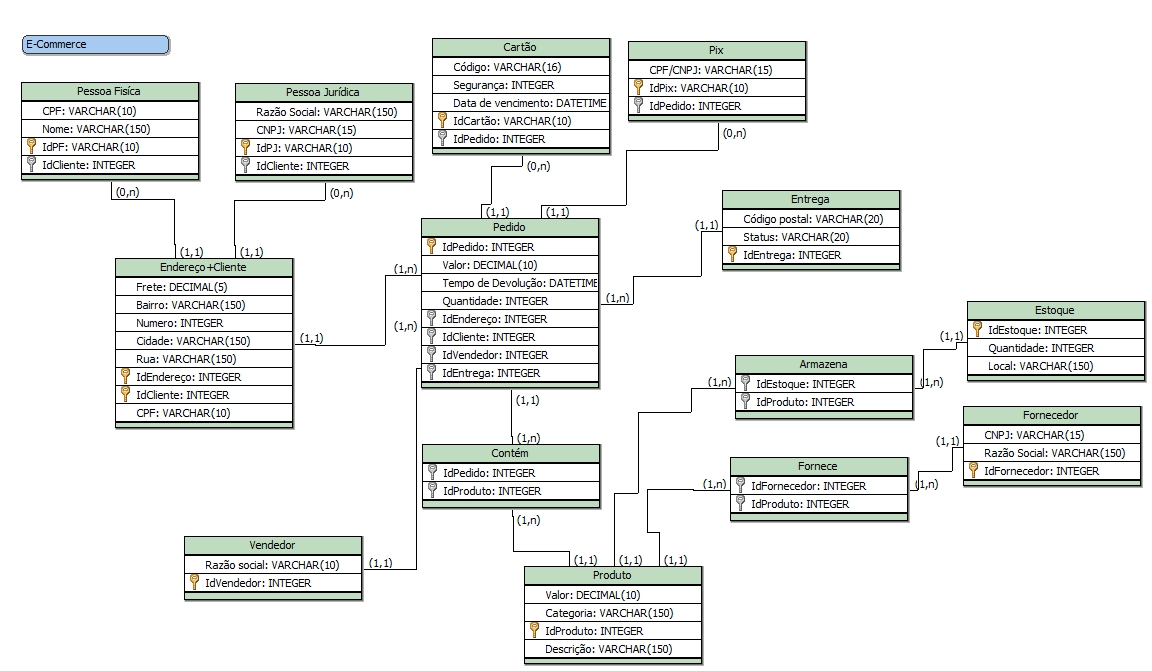 E-Commerce
Pessoa Fisíca
CPF: VARCHAR(10)
Nome: VARCHAR(150)
IdPF: VARCHAR(10)
IdCliente: INTEGER
(0,n)
Pessoa Jurídica
Razão Social: VARCHAR(150)
CNPJ: VARCHAR(15)
IdPJ: VARCHAR(10)
IdCliente: INTEGER
(0,n)
Cartão
Código: VARCHAR(16)
Segurança: INTEGER
Data de vencimento: DATETIME
IdCartão: VARCHAR(10)
IdPedido: INTEGER
(0,n)
Pix
CPF/CNPJ: VARCHAR(15)
IdPix: VARCHAR(10)
IdPedido: INTEGER
(0,n)
(1,1)
(1,1)
Endereço+Cliente
Frete: DECIMAL(5)
Bairro: VARCHAR(150)
Numero: INTEGER
Cidade: VARCHAR(150)
Rua: VARCHAR(150)
IdEndereço: INTEGER
IdCliente: INTEGER
CPF: VARCHAR(10)
(1,1)
(1,1)
(1,1)
Pedido
IdPedido: INTEGER
Valor: DECIMAL(10)
Tempo de Devolução: DATETIME
Quantidade: INTEGER
IdEndereço: INTEGER
IdCliente: INTEGER
IdVendedor: INTEGER
IdEntrega: INTEGER
(1,n)
(1,n)
(1,n)
(1,1)
(1,1)
Entrega
Código postal: VARCHAR(20)
Status: VARCHAR(20)
IdEntrega: INTEGER
Estoque
IdEstoque: INTEGER
Quantidade: INTEGER
Local: VARCHAR(150)
(1,1)
Armazena
IdEstoque: INTEGER
IdProduto: INTEGER
(1,n)
(1,n)
Fornecedor
CNPJ: VARCHAR(15)
Razão Social: VARCHAR(150)
IdFornecedor: INTEGER
(1,1)
Fornece
IdFornecedor: INTEGER
IdProduto: INTEGER
(1,n)
(1,n)
(1,n)
Contém
IdPedido: INTEGER
IdProduto: INTEGER
(1,n)
Vendedor
Razão social: VARCHAR(10)
IdVendedor: INTEGER
(1,1)
(1,1)
(1,1)
(1,1)
Produto
Valor: DECIMAL(10)
Categoria: VARCHAR(150)
IdProduto: INTEGER
Descrição: VARCHAR(150)